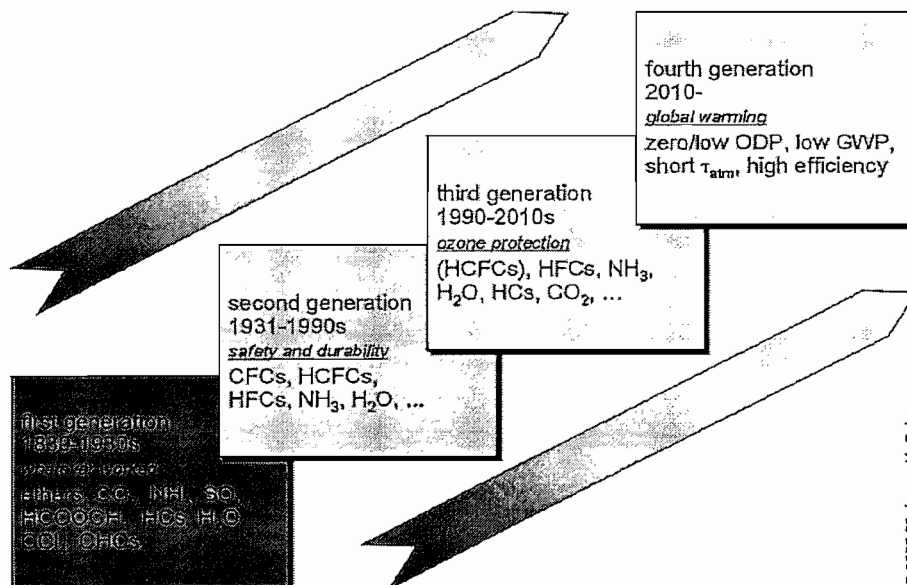 first generation
1830-1930s
whatever worked
ethers, CO₂, NH₃, SO₂,
HCOOCH₃, HCs, H₂O,
CCl₄, CHCs,
second generation
1931-1990s
safety and durability
CFCs, HCFCs,
HFCs, NH₃, H₂O, ...
third generation
1990-2010s
ozone protection
(HCFCs), HFCs, NH₃,
H₂O, HCs, CO₂, ...
fourth generation
2010-
global warming
zero/low ODP, low GWP,
short τatm, high efficiency